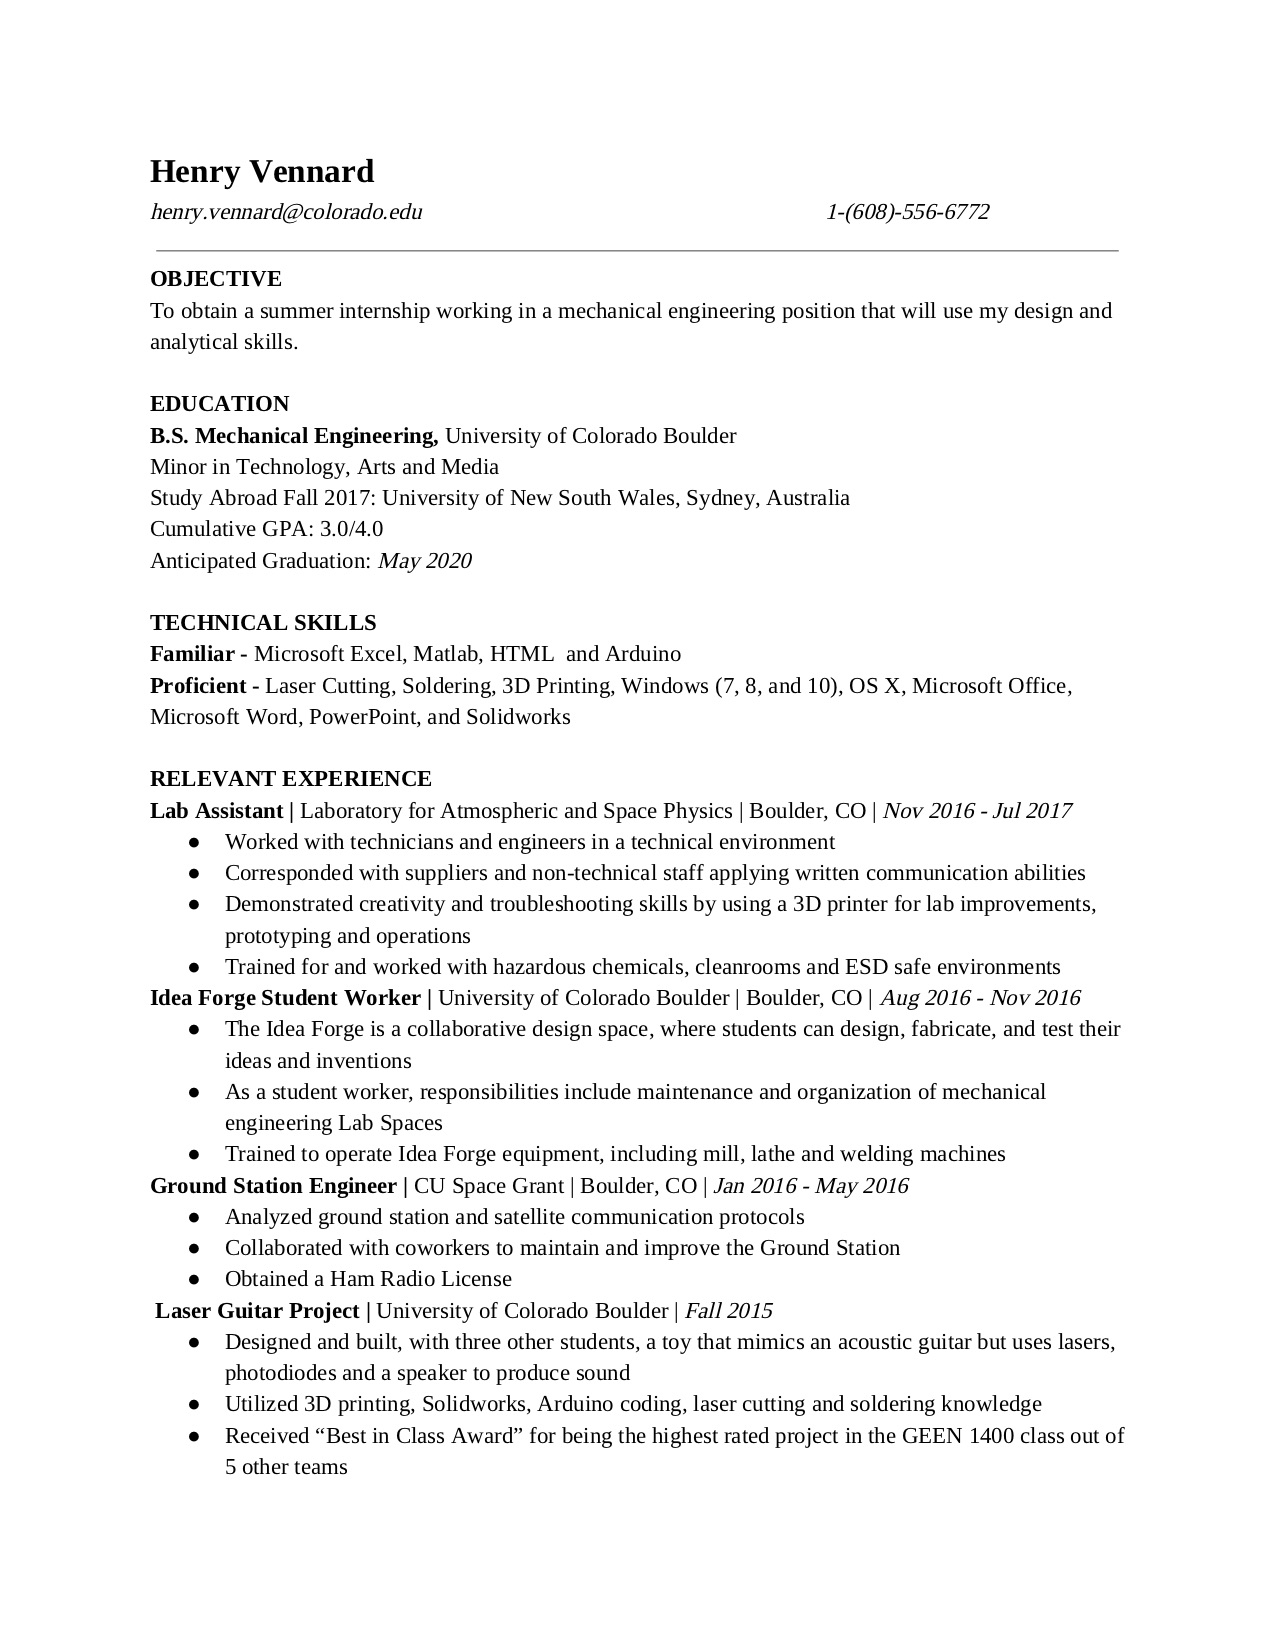 Henry Vennard
henry.vennard@colorado.edu 1-(608)-556-6772
OBJECTIVE
To obtain a summer internship working in a mechanical engineering position that will use my design and
analytical skills.
EDUCATION
B.S. Mechanical Engineering, University of Colorado Boulder
Minor in Technology, Arts and Media
Study Abroad Fall 2017: University of New South Wales, Sydney, Australia
Cumulative GPA: 3.0/4.0
Anticipated Graduation: May 2020
TECHNICAL SKILLS
Familiar - Microsoft Excel, Matlab, HTML  and Arduino
Proficient - Laser Cutting, Soldering, 3D Printing, Windows (7, 8, and 10), OS X, Microsoft Office,
Microsoft Word, PowerPoint, and Solidworks
RELEVANT EXPERIENCE
Lab Assistant | Laboratory for Atmospheric and Space Physics | Boulder, CO | Nov 2016 - Jul 2017
● Worked with technicians and engineers in a technical environment
● Corresponded with suppliers and non-technical staff applying written communication abilities
● Demonstrated creativity and troubleshooting skills by using a 3D printer for lab improvements,
prototyping and operations
● Trained for and worked with hazardous chemicals, cleanrooms and ESD safe environments
Idea Forge Student Worker | University of Colorado Boulder | Boulder, CO | Aug 2016 - Nov 2016
● The Idea Forge is a collaborative design space, where students can design, fabricate, and test their
ideas and inventions
● As a student worker, responsibilities include maintenance and organization of mechanical
engineering Lab Spaces
● Trained to operate Idea Forge equipment, including mill, lathe and welding machines
Ground Station Engineer | CU Space Grant | Boulder, CO | Jan 2016 - May 2016
● Analyzed ground station and satellite communication protocols
● Collaborated with coworkers to maintain and improve the Ground Station
● Obtained a Ham Radio License
Laser Guitar Project | University of Colorado Boulder | Fall 2015
● Designed and built, with three other students, a toy that mimics an acoustic guitar but uses lasers,
photodiodes and a speaker to produce sound
● Utilized 3D printing, Solidworks, Arduino coding, laser cutting and soldering knowledge
● Received “Best in Class Award” for being the highest rated project in the GEEN 1400 class out of
5 other teams